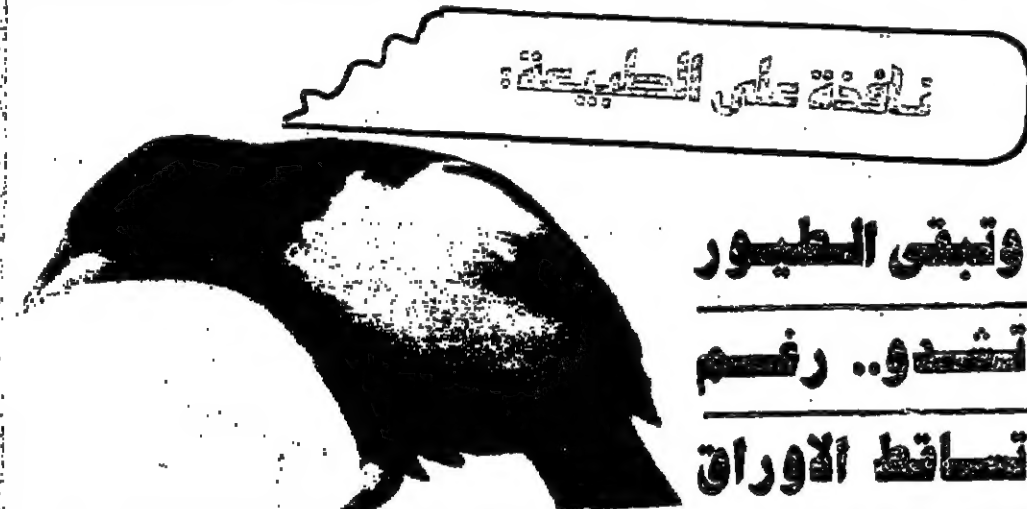 نافذة على الطبيعة
وتبقى الطيور
تشدو.. رغم
تساقط الاوراق